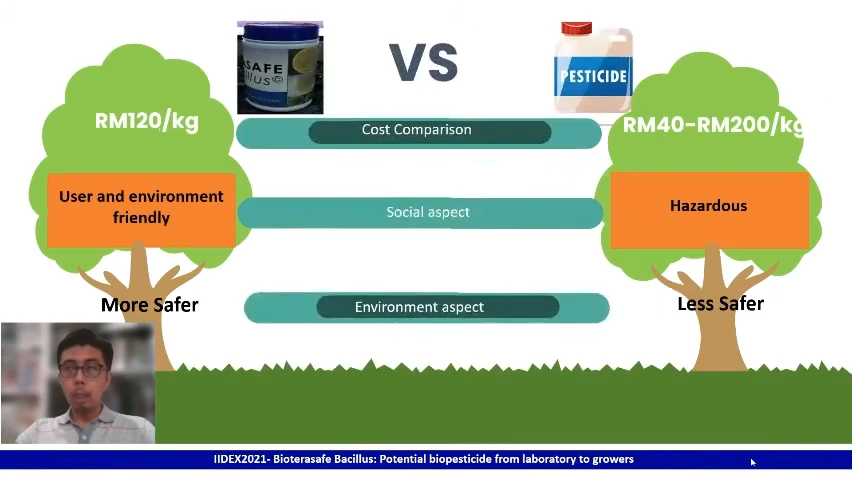 ASAFE
illus©
VS
PESTICIDE
RM120/kg
Cost Comparison
RM40-RM200/kg
User and environment
friendly
Social aspect
Hazardous
More Safer
Environment aspect
Less Safer
IIDEX2021- Bioterasafe Bacillus: Potential biopesticide from laboratory to growers